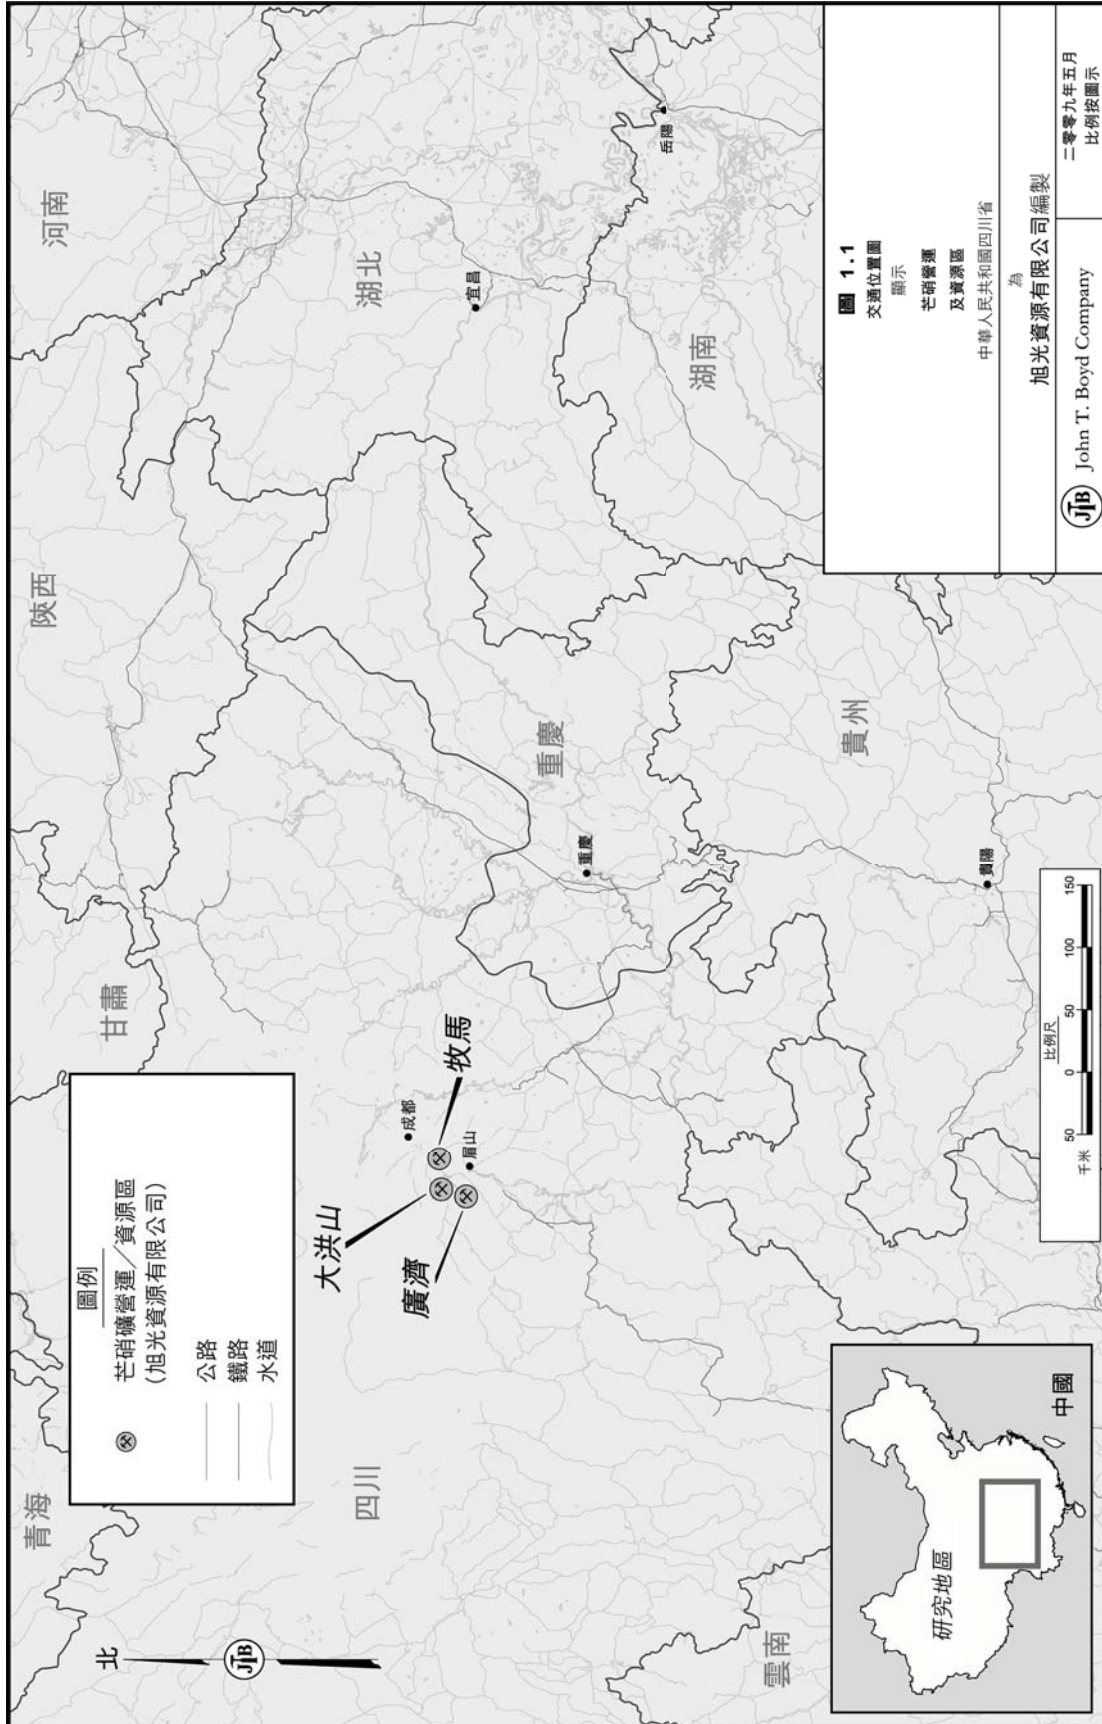 北
JTB
青海
甘肅
陝西
河南
四川
重慶
湖北
湖南
貴州
雲南
圖例
芒硝礦營運／資源區
(旭光資源有限公司)
公路
鐵路
水道
大洪山
廣濟
牧馬
成都
眉山
重慶
宜昌
岳陽
貴陽
研究地區
中國
比例尺
千米
50 0 50 100 150
圖 1.1
交通位置圖
顯示
芒硝營運
及資源區
中華人民共和國四川省
為
旭光資源有限公司編製
JTB John T. Boyd Company
二零零九年五月
比例按圖示